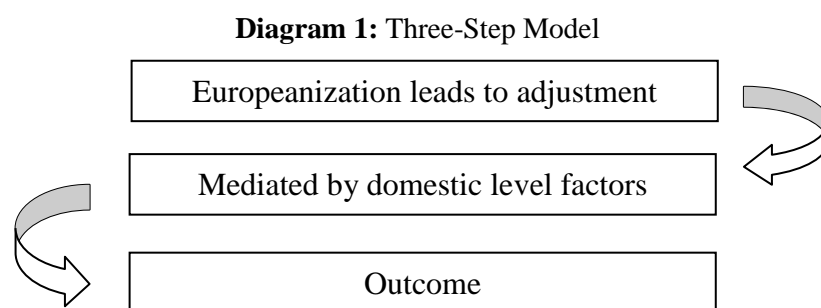 Diagram 1: Three-Step Model
Europeanization leads to adjustment
Mediated by domestic level factors
Outcome